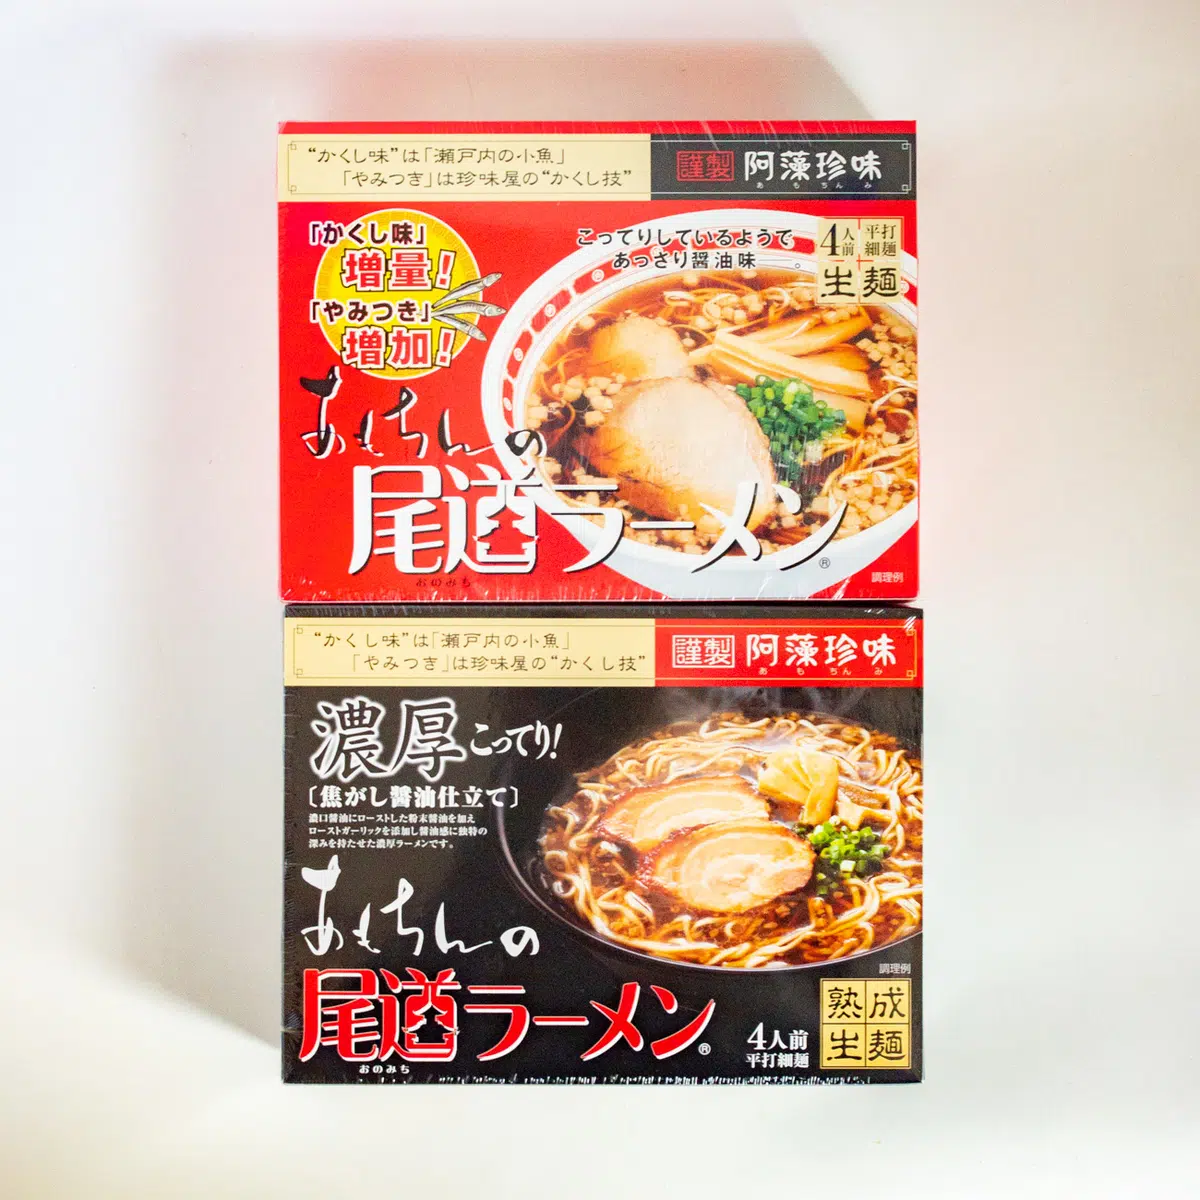 “かくし味”は「瀬戸内の小魚」
「やみつき」は珍味屋の“かくし技”
謹製 阿藻珍味
あもちんみ
「かくし味」
増量！
「やみつき」
増加！
こってりしているようで
あっさり醤油味
4人前 平打細麺
生麺
あもちんの
尾道ラーメン®
おのみち
調理例
“かくし味”は「瀬戸内の小魚」
「やみつき」は珍味屋の“かくし技”
謹製 阿藻珍味
あもちんみ
濃厚こってり！
〔焦がし醤油仕立て〕
濃口醤油にローストした粉末醤油を加え
ローストガーリックを添加し醤油感に独特の
深みを持たせた濃厚ラーメンです。
あもちんの
尾道ラーメン®
おのみち
調理例
4人前
平打細麺
熟成
生麺